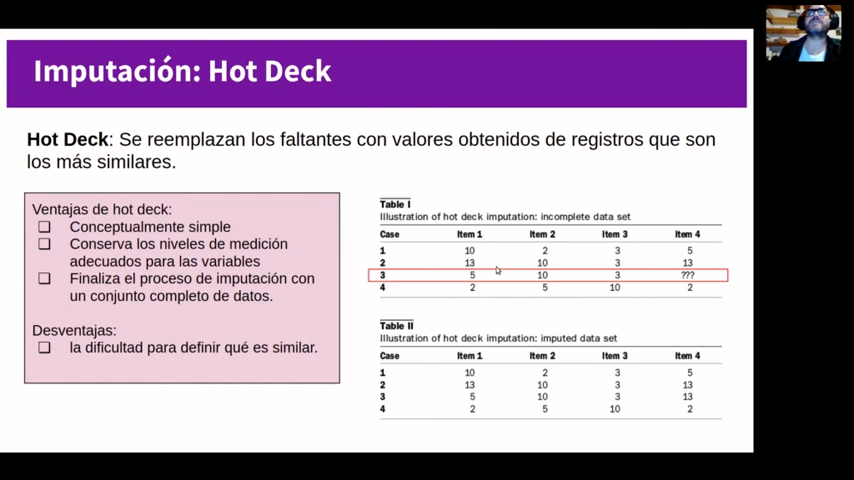 Imputación: Hot Deck
Hot Deck: Se reemplazan los faltantes con valores obtenidos de registros que son
los más similares.
Ventajas de hot deck:
❏ Conceptualmente simple
❏ Conserva los niveles de medición
adecuados para las variables
❏ Finaliza el proceso de imputación con
un conjunto completo de datos.
Desventajas:
❏ la dificultad para definir qué es similar.
Table I
Illustration of hot deck imputation: incomplete data set
Case Item 1 Item 2 Item 3 Item 4
1 10 2 3 5
2 13 10 3 13
3 5 10 3 ???
4 2 5 10 2
Table II
Illustration of hot deck imputation: imputed data set
Case Item 1 Item 2 Item 3 Item 4
1 10 2 3 5
2 13 10 3 13
3 5 10 3 13
4 2 5 10 2